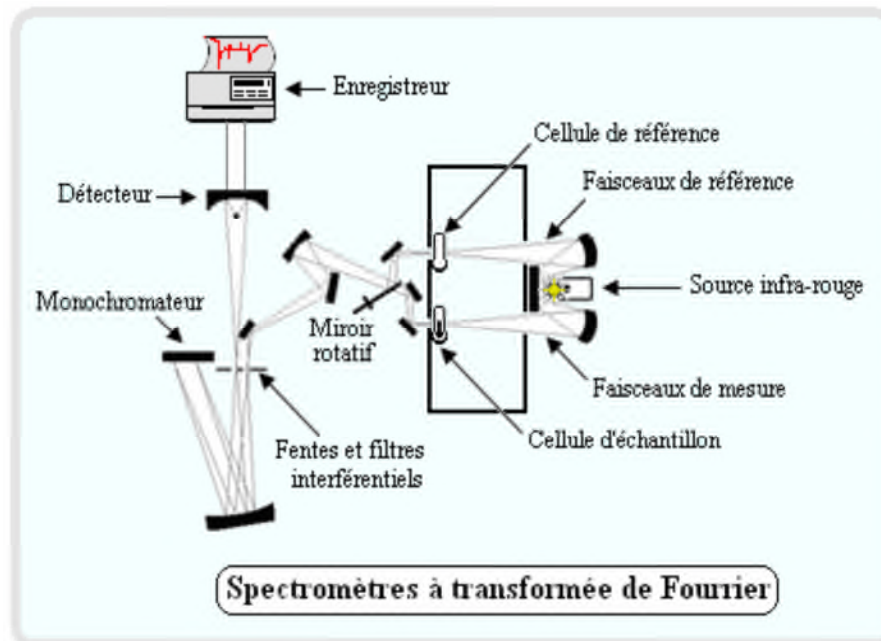 Enregistreur
Cellule de référence
Détecteur
Faisceaux de référence
Monochromateur
Source infra-rouge
Miroir
rotatif
Faisceaux de mesure
Fentes et filtres
interférentiels
Cellule d'échantillon
Spectromètres à transformée de Fourrier